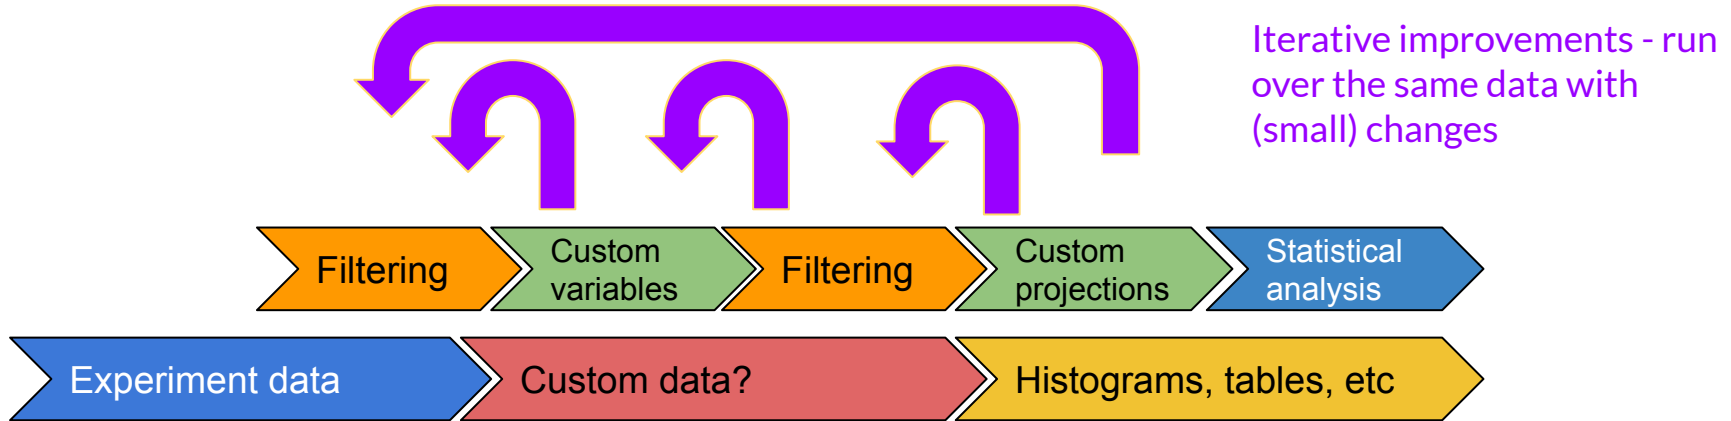 Iterative improvements - run
over the same data with
(small) changes
Filtering
Custom
variables
Filtering
Custom
projections
Statistical
analysis
Experiment data
Custom data?
Histograms, tables, etc